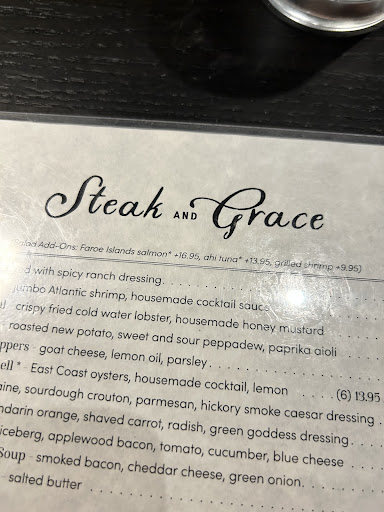 Steak AND Grace
Salad Add-Ons: Faroe Islands salmon* +16.95, ahi tuna* +13.95, grilled shrimp +9.95)
d with spicy ranch dressing
jumbo Atlantic shrimp, housemade cocktail sauce
crispy fried cold water lobster, housemade honey mustard
roasted new potato, sweet and sour peppadew, paprika aioli
ppers - goat cheese, lemon oil, parsley
ell * - East Coast oysters, housemade cocktail, lemon (6) 13.95
aine, sourdough crouton, parmesan, hickory smoke caesar dressing
ndarin orange, shaved carrot, radish, green goddess dressing
iceberg, applewood bacon, tomato, cucumber, blue cheese
Soup - smoked bacon, cheddar cheese, green onion
- salted butter